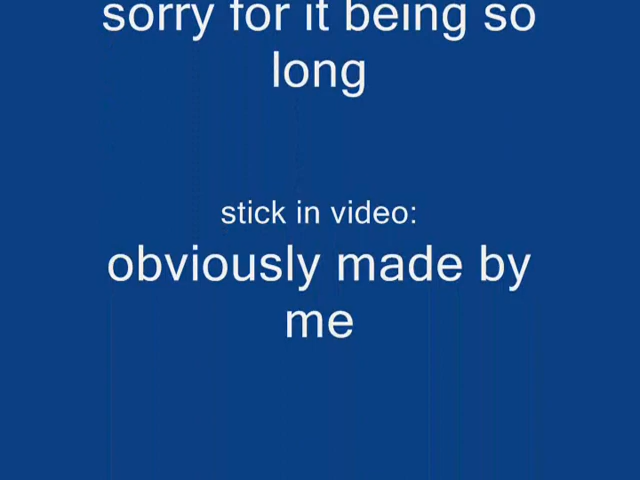 sorry for it being so
long
stick in video:
obviously made by
me